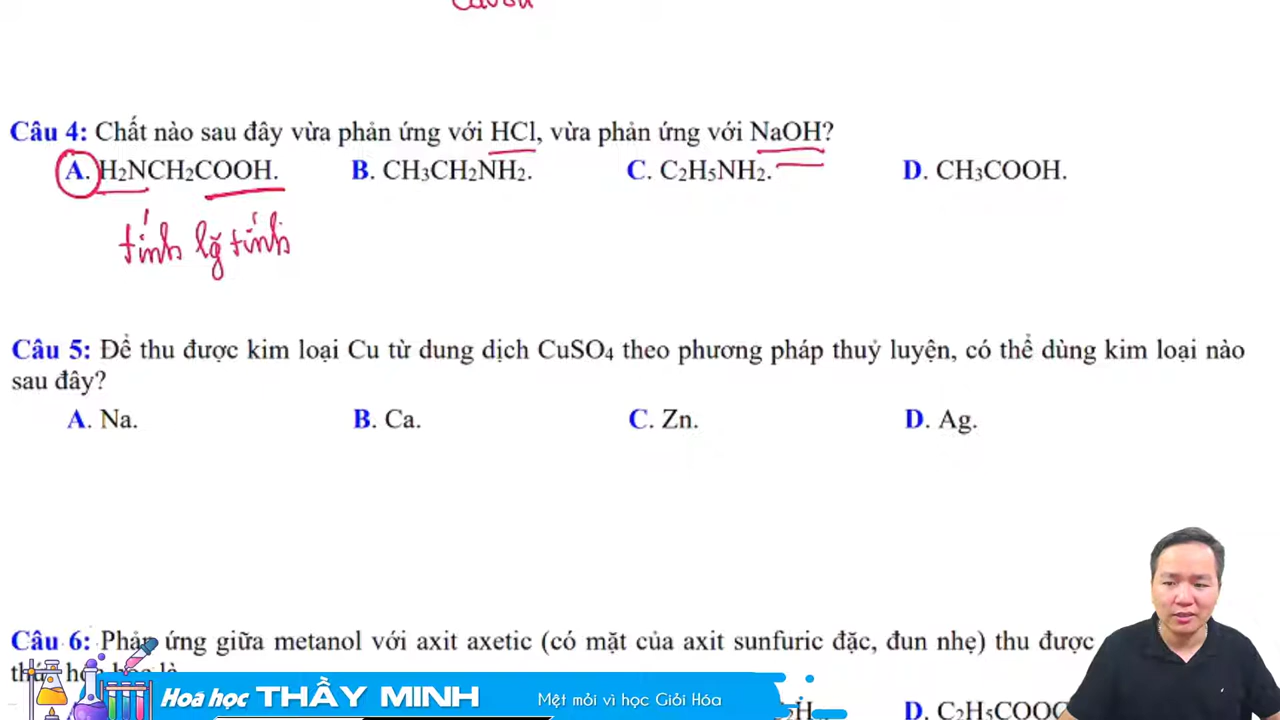 Câu 4: Chất nào sau đây vừa phản ứng với HCl, vừa phản ứng với NaOH?
A. H₂NCH₂COOH. B. CH₃CH₂NH₂. C. C₂H₅NH₂. D. CH₃COOH.
tính lg tính
Câu 5: Để thu được kim loại Cu từ dung dịch CuSO₄ theo phương pháp thuỷ luyện, có thể dùng kim loại nào
sau đây?
A. Na. B. Ca. C. Zn. D. Ag.
Câu 6: Phản ứng giữa metanol với axit axetic (có mặt của axit sunfuric đặc, đun nhẹ) thu được
D. C₂H₅COO
Hoá học THẦY MINH Mệt mỏi vì học Giỏi Hóa